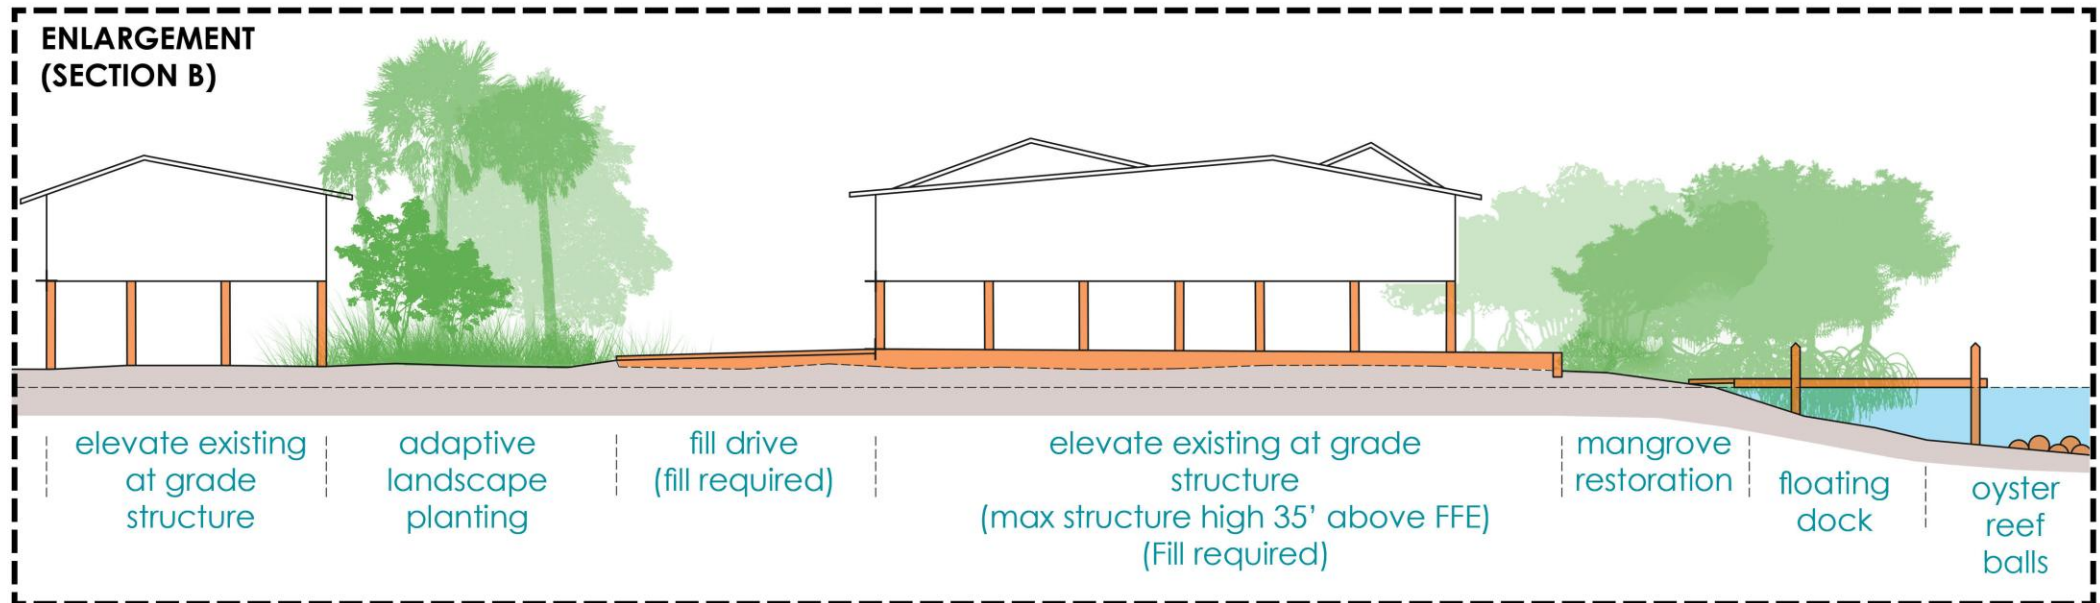 ENLARGEMENT
(SECTION B)
elevate existing
at grade
structure
adaptive
landscape
planting
fill drive
(fill required)
elevate existing at grade
structure
(max structure high 35' above FFE)
(Fill required)
mangrove
restoration
floating
dock
oyster
reef
balls